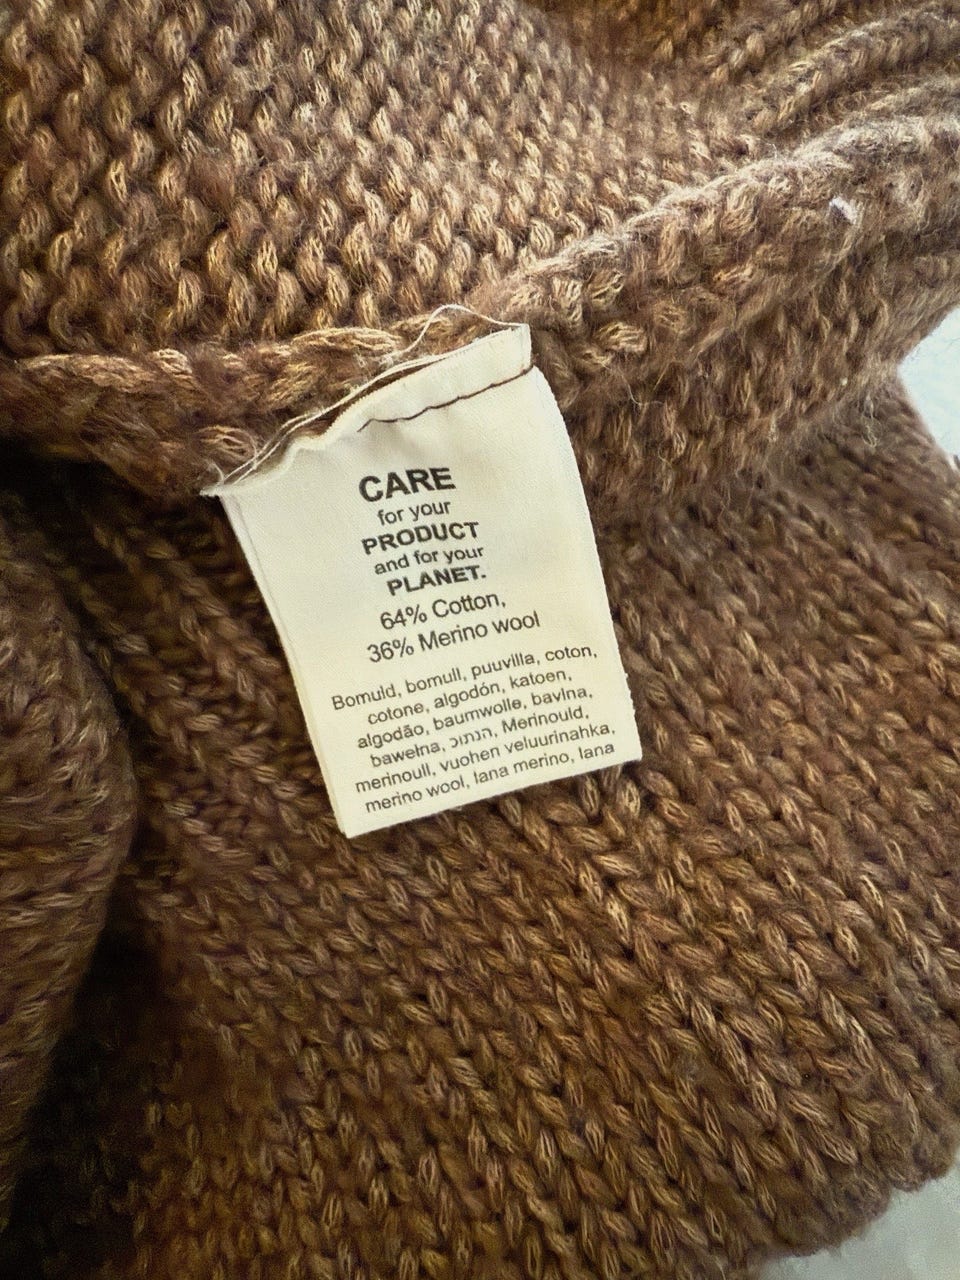 CARE
for your
PRODUCT
and for your
PLANET.
64% Cotton,
36% Merino wool
Bomuld, bomull, puuvilla, coton,
cotone, algodón, katoen,
algodão, baumwolle, bavlna,
bawełna, הנתוכ, Merinould,
merinoull, vuohen veluurinahka,
merino wool, lana merino, lana